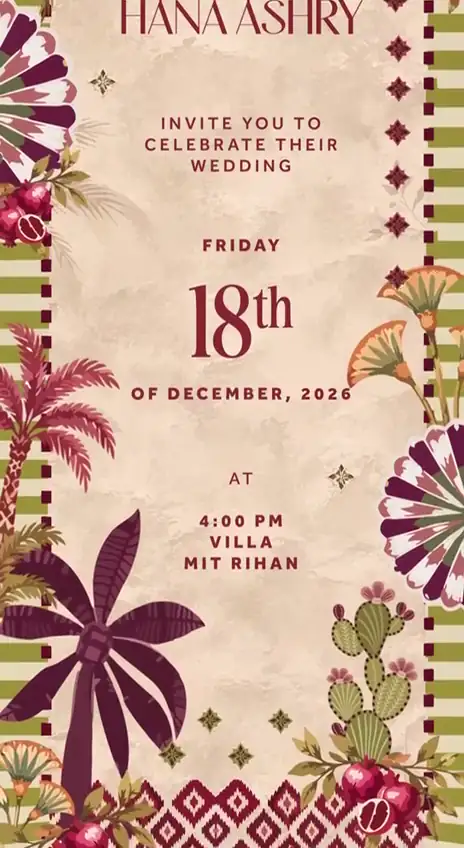 HANA ASHRY
INVITE YOU TO
CELEBRATE THEIR
WEDDING
FRIDAY
18th
OF DECEMBER, 2026
AT
4:00 PM
VILLA
MIT RIHAN